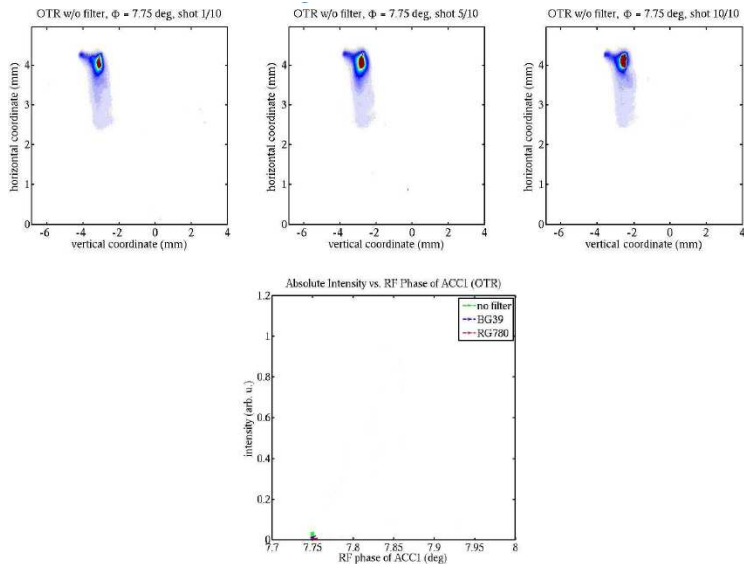 OTR w/o filter, Φ = 7.75 deg, shot 1/10
horizontal coordinate (mm)
4
3
2
1
0
-6 -4 -2 0 2 4
vertical coordinate (mm)
OTR w/o filter, Φ = 7.75 deg, shot 5/10
horizontal coordinate (mm)
4
3
2
1
0
-6 -4 -2 0 2 4
vertical coordinate (mm)
OTR w/o filter, Φ = 7.75 deg, shot 10/10
horizontal coordinate (mm)
4
3
2
1
0
-6 -4 -2 0 2 4
vertical coordinate (mm)
Absolute Intensity vs. RF Phase of ACC1 (OTR)
intensity (arb. u.)
1.2
1
0.8
0.6
0.4
0.2
0
no filter
BG39
RG780
7.7 7.75 7.8 7.85 7.9 7.95 8
RF phase of ACC1 (deg)